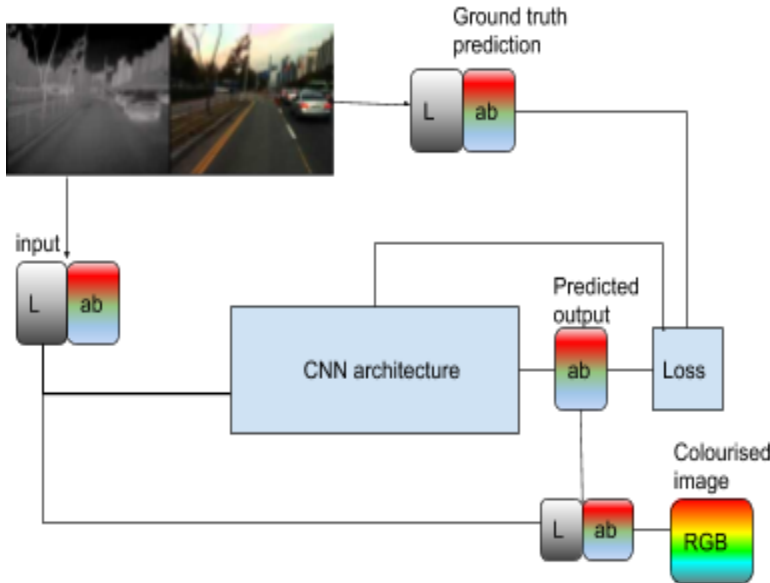 Ground truth
prediction
L
ab
input
L
ab
Predicted
output
CNN architecture
ab
Loss
Colourised
image
L
ab
RGB